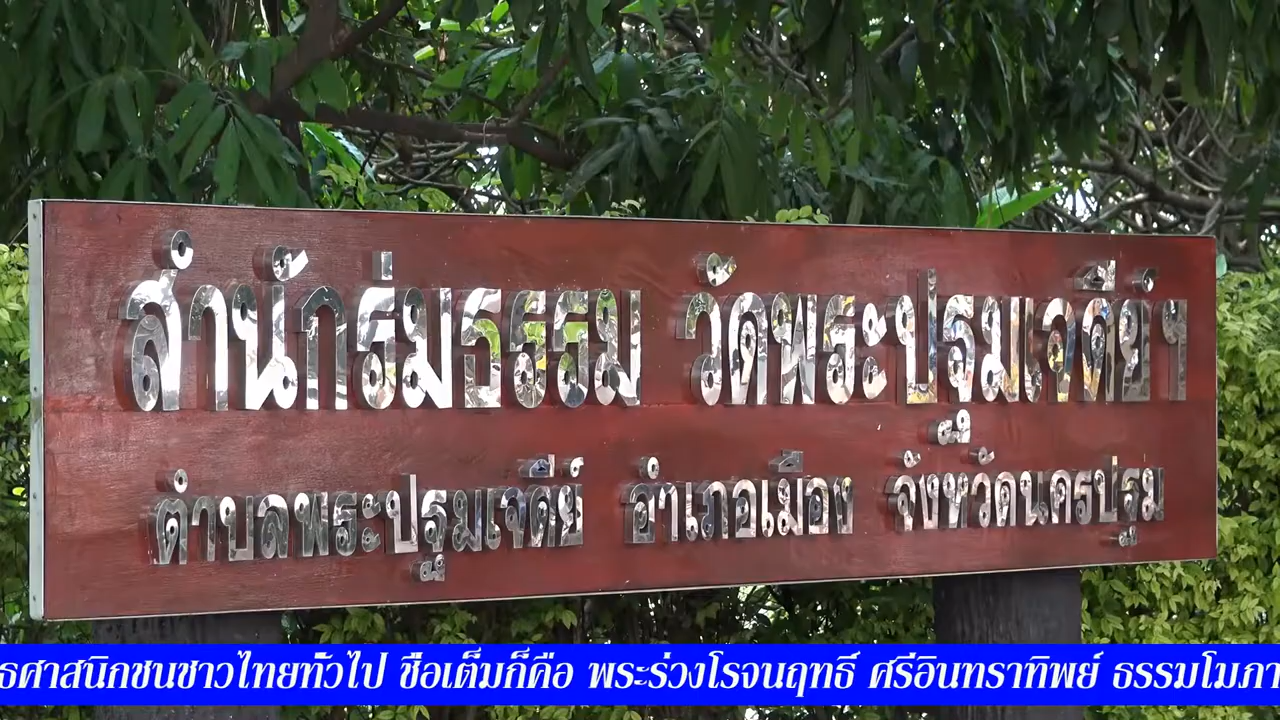 สำนักร่มธรรม วัดพระปฐมเจดีย์ฯ
ตำบลพระปฐมเจดีย์ อำเภอเมือง จังหวัดนครปฐม
ธศาสนิกชนชาวไทยทั่วไป ชื่อเต็มก็คือ พระร่วงโรจนฤทธิ์ ศรีอินทราทิพย์ ธรรมโมภา